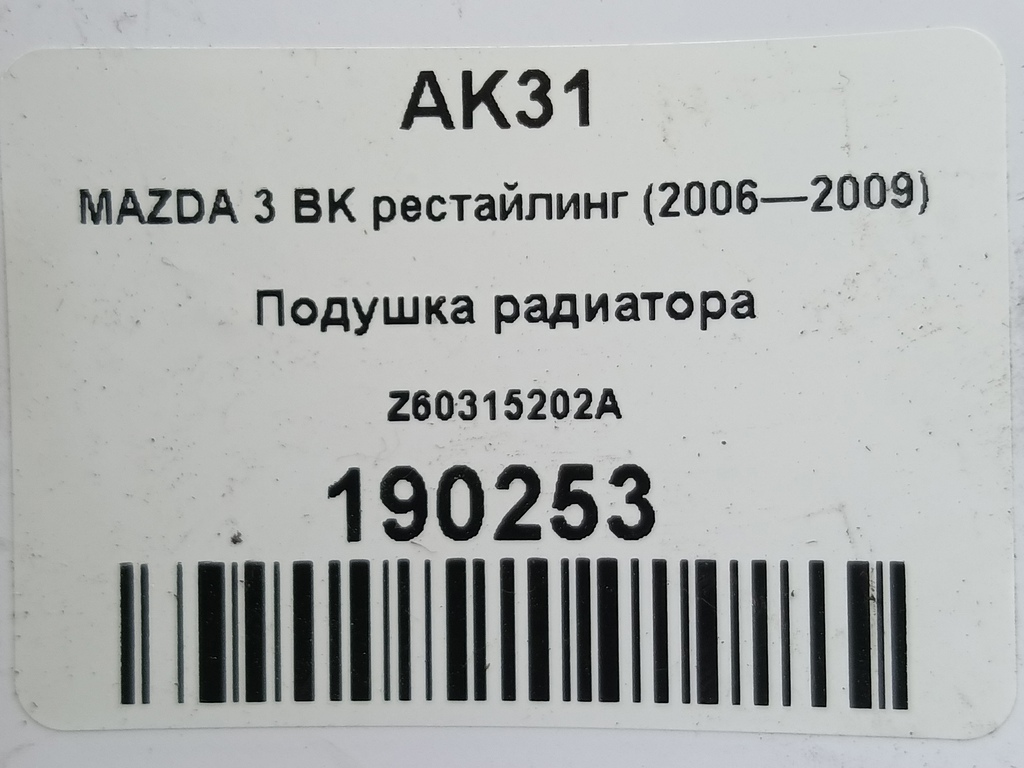 AK31
MAZDA 3 BK рестайлинг (2006—2009)
Подушка радиатора
Z60315202A
190253